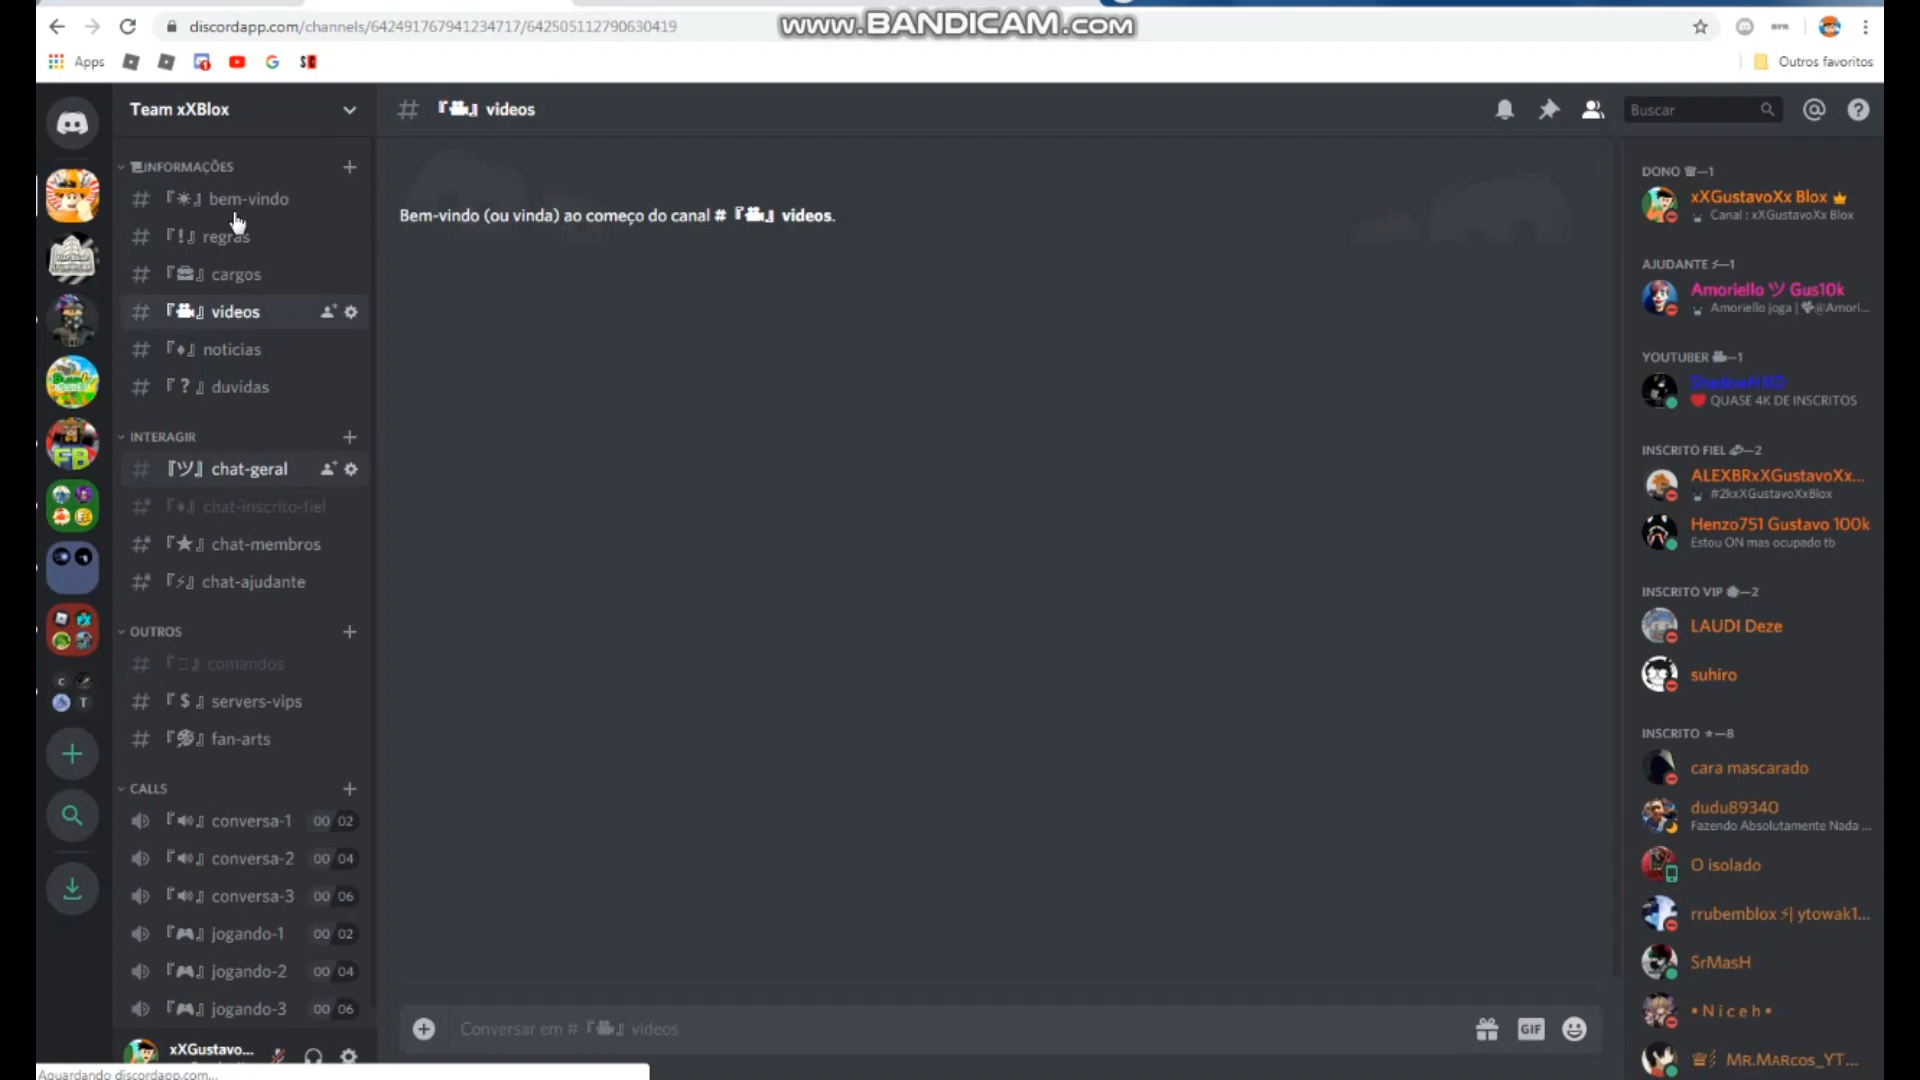 discordapp.com/channels/642491767941234717/642505112790630419
www.BANDICAM.com
Apps
Outros favoritos
Team xXBlox
# 『🎥』videos
Buscar
INFORMAÇÕES
# 『☀』bem-vindo
# 『!』regras
# 『💼』cargos
# 『🎥』videos
# 『♦』noticias
# 『?』duvidas
INTERAGIR
# 『ツ』chat-geral
# 『♦』chat-inscrito-fiel
# 『★』chat-membros
# 『⚡』chat-ajudante
OUTROS
# 『□』comandos
# 『$』servers-vips
# 『🎨』fan-arts
CALLS
『🔊』conversa-1 00 02
『🔊』conversa-2 00 04
『🔊』conversa-3 00 06
『🎮』jogando-1 00 02
『🎮』jogando-2 00 04
『🎮』jogando-3 00 06
xXGustavo...
Aguardando discordapp.com...
Bem-vindo (ou vinda) ao começo do canal # 『🎥』videos.
Conversar em # 『🎥』videos
GIF
DONO ♛—1
xXGustavoXx Blox
Canal : xXGustavoXx Blox
AJUDANTE ⚡—1
Amoriello ツ Gus10k
Amoriello joga | @Amori...
YOUTUBER 🎥—1
ShadowHXD
❤ QUASE 4K DE INSCRITOS
INSCRITO FIEL —2
ALEXBRxXGustavoXx...
#2kxXGustavoXxBlox
Henzo751 Gustavo 100k
Estou ON mas ocupado tb
INSCRITO VIP —2
LAUDI Deze
suhiro
INSCRITO ★—8
cara mascarado
dudu89340
Fazendo Absolutamente Nada ...
O isolado
rrubemblox ⚡| ytowak1...
SrMasH
• N i c e h •
♛⚡ MR.MARcos_YT...